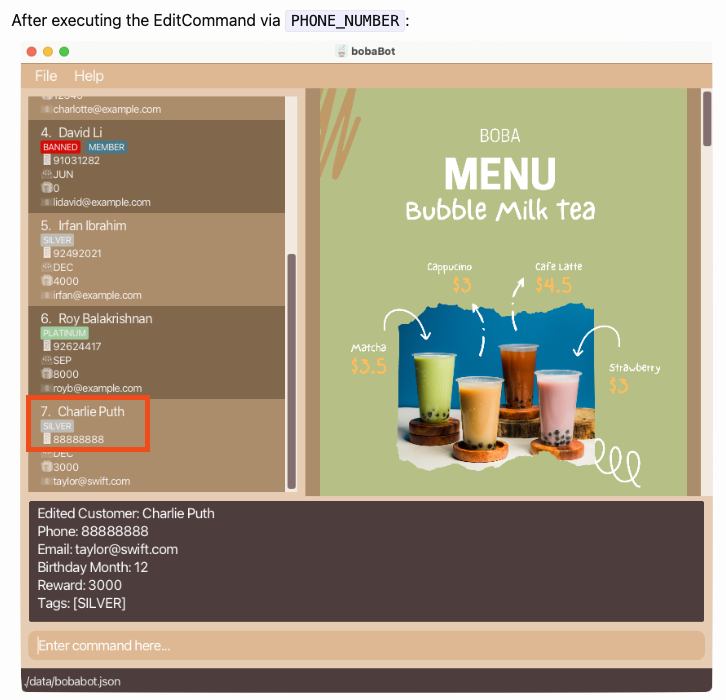 After executing the EditCommand via PHONE_NUMBER:
bobaBot
File Help
charlotte@example.com
4. David Li
BANNED MEMBER
91031282
JUN
0
lidavid@example.com
5. Irfan Ibrahim
SILVER
92492021
DEC
4000
irfan@example.com
6. Roy Balakrishnan
PLATINUM
92624417
SEP
8000
royb@example.com
7. Charlie Puth
SILVER
88888888
DEC
3000
taylor@swift.com
BOBA
MENU
Bubble Milk Tea
Cappucino
$3
Cafe Latte
$4.5
Matcha
$3.5
Strawberry
$3
Edited Customer: Charlie Puth
Phone: 88888888
Email: taylor@swift.com
Birthday Month: 12
Reward: 3000
Tags: [SILVER]
Enter command here...
./data/bobabot.json